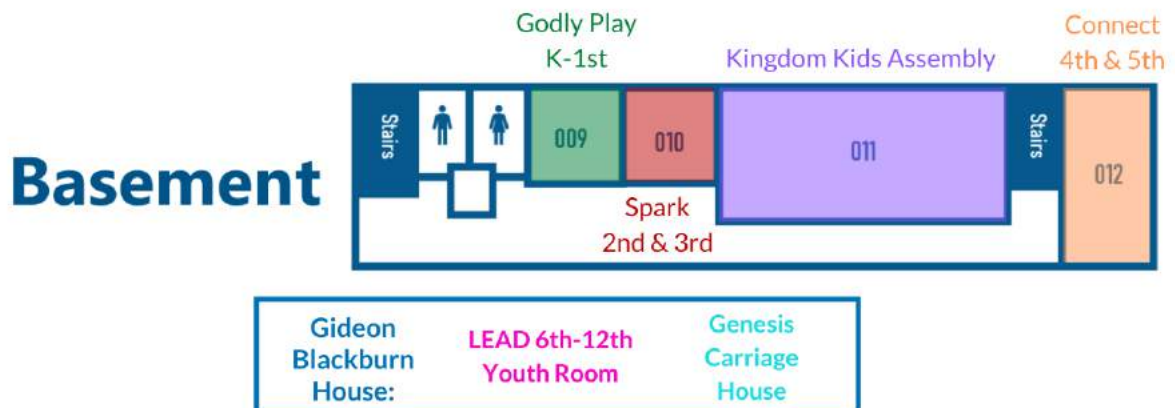 Godly Play
K-1st
Kingdom Kids Assembly
Connect
4th & 5th
Basement
Stairs
009
010
011
Stairs
012
Spark
2nd & 3rd
Gideon
Blackburn
House:
LEAD 6th-12th
Youth Room
Genesis
Carriage
House